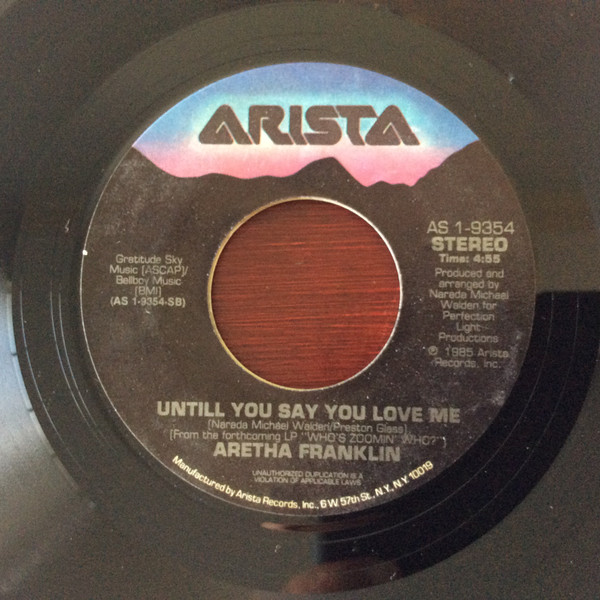 ARISTA
AS 1-9354
STEREO
Time: 4:55
Produced and
arranged by
Narada Michael
Walden for
Perfection
Light
Productions
℗ 1985 Arista
Records, Inc.
Gratitude Sky
Music (ASCAP)/
Bellboy Music
(BMI)
(AS 1-9354-SB)
UNTILL YOU SAY YOU LOVE ME
(Narada Michael Walden/Preston Glass)
(From the forthcoming LP "WHO'S ZOOMIN' WHO?")
ARETHA FRANKLIN
UNAUTHORIZED DUPLICATION IS A
VIOLATION OF APPLICABLE LAWS
Manufactured by Arista Records, Inc., 6 W. 57th St., N.Y., N.Y. 10019